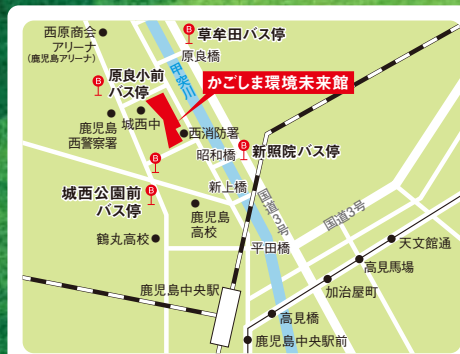 西原商会
アリーナ
(鹿児島アリーナ)
B
草牟田バス停
原良橋
B
原良小前
バス停
甲突川
かごしま環境未来館
鹿児島
西警察署
城西中
西消防署
昭和橋
B
新照院バス停
B
新上橋
城西公園前
バス停
B
鹿児島
高校
国道3号
国道3号
鶴丸高校
平田橋
天文館通
高見馬場
鹿児島中央駅
加治屋町
高見橋
鹿児島中央駅前